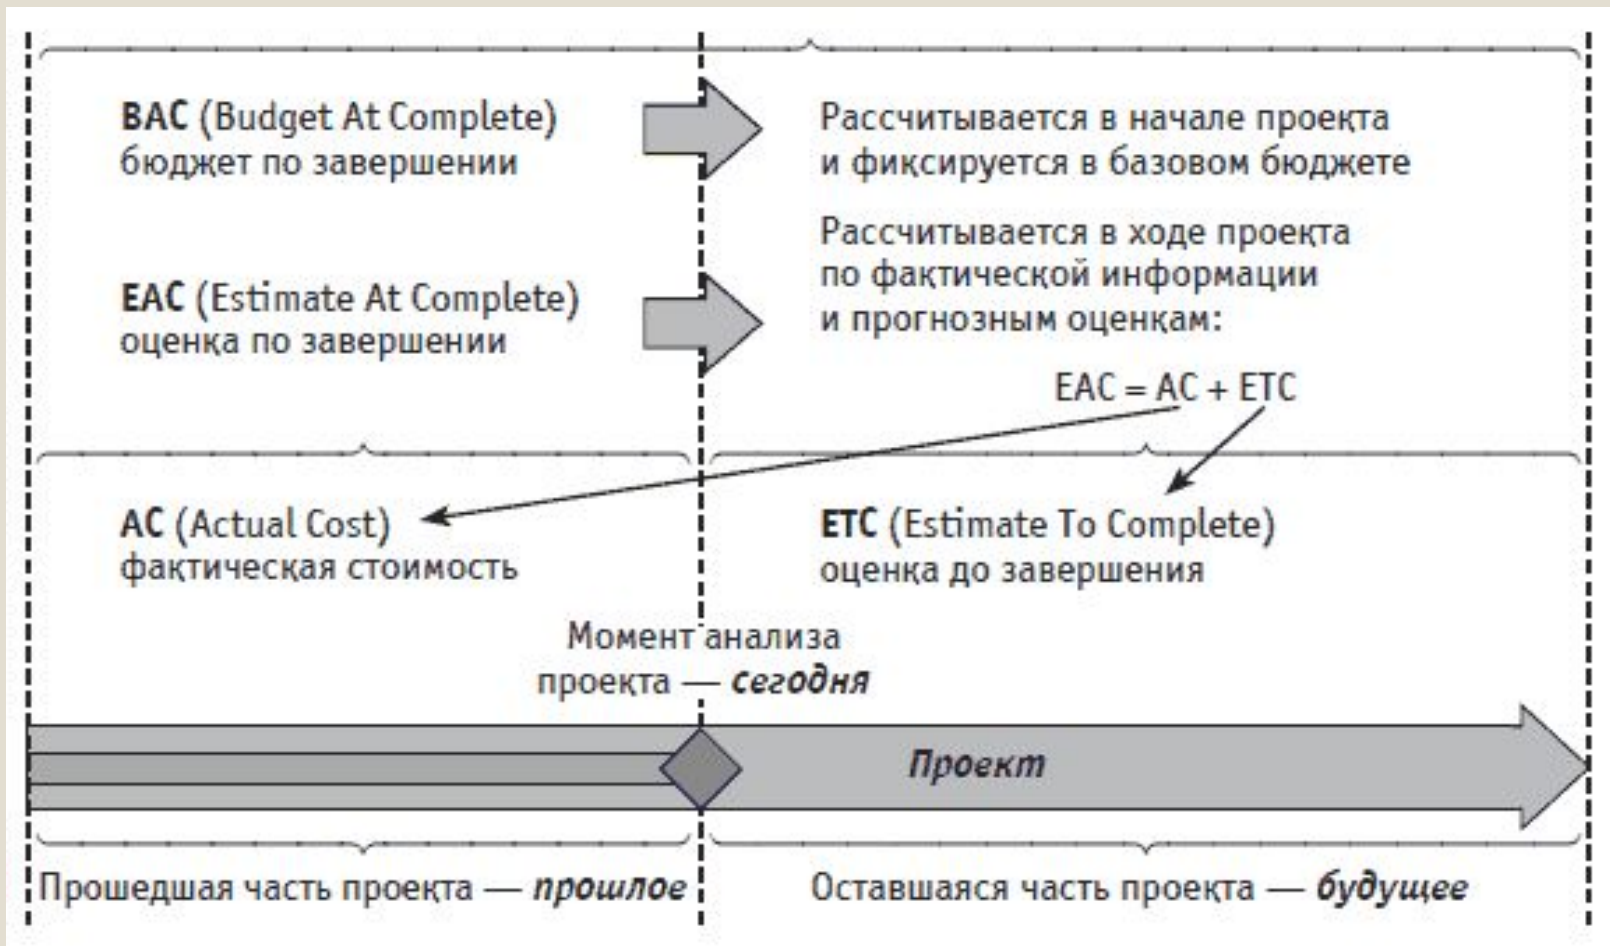 BAC (Budget At Complete)
бюджет по завершении
Рассчитывается в начале проекта
и фиксируется в базовом бюджете
EAC (Estimate At Complete)
оценка по завершении
Рассчитывается в ходе проекта
по фактической информации
и прогнозным оценкам:
EAC = AC + ETC
AC (Actual Cost)
фактическая стоимость
ETC (Estimate To Complete)
оценка до завершения
Момент анализа
проекта — сегодня
Проект
Прошедшая часть проекта — прошлое
Оставшаяся часть проекта — будущее